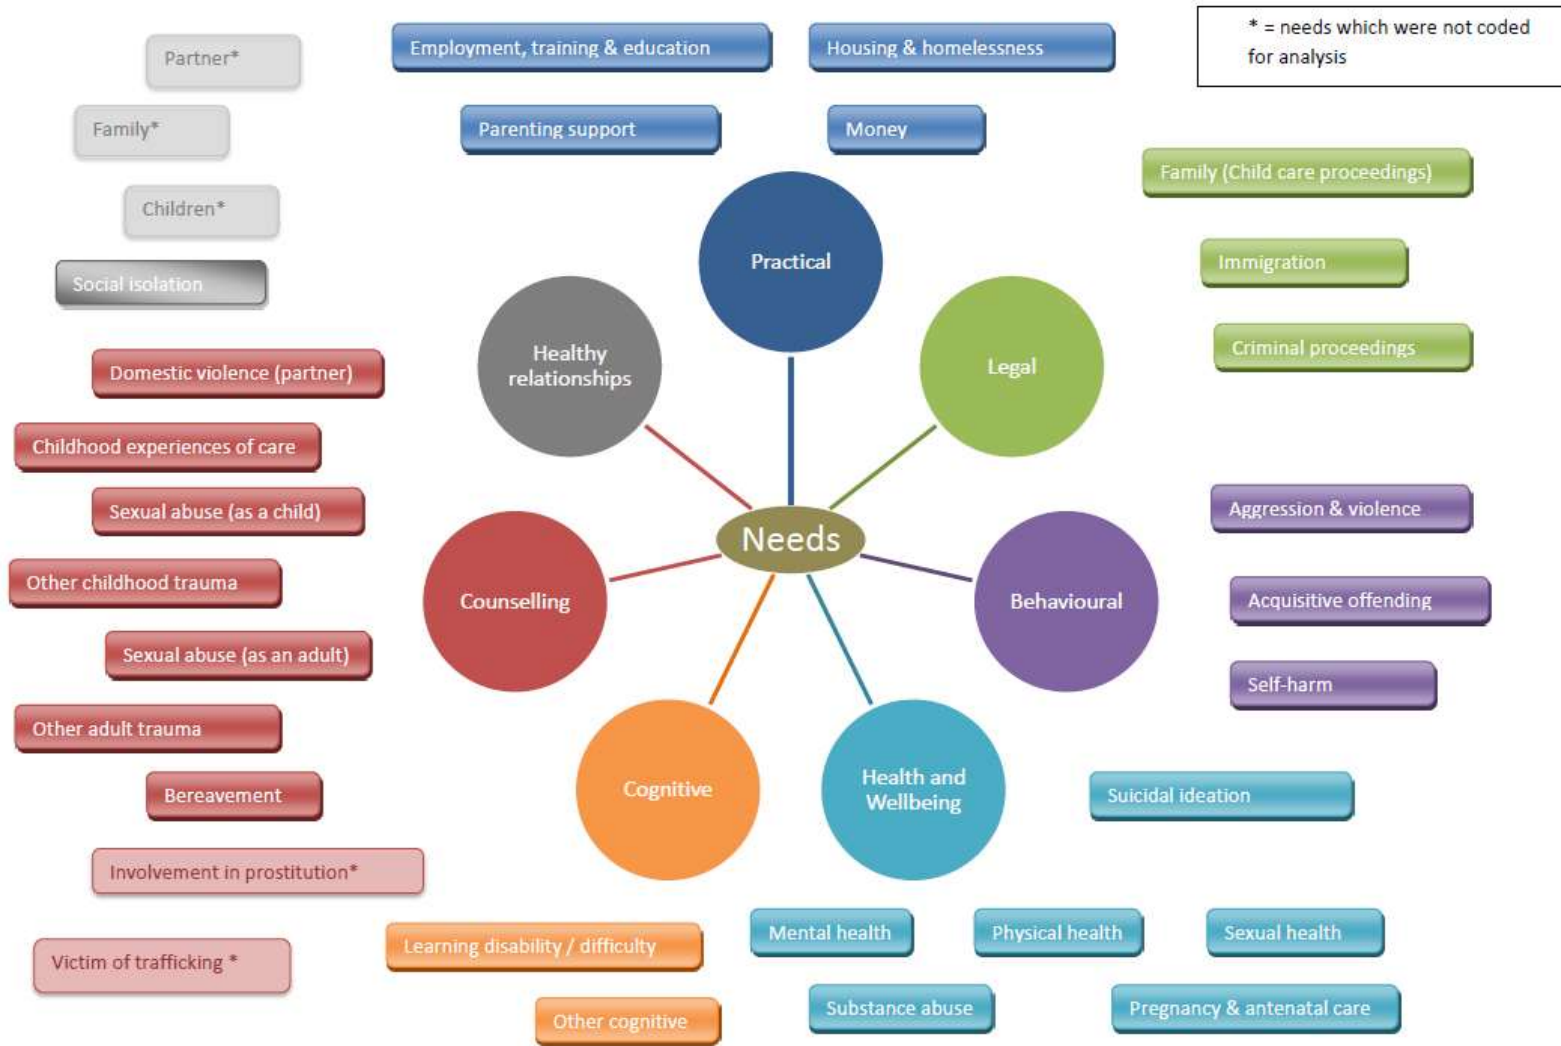 * = needs which were not coded
for analysis
Partner*
Employment, training & education
Housing & homelessness
Family*
Parenting support
Money
Family (Child care proceedings)
Children*
Practical
Immigration
Social isolation
Healthy
relationships
Legal
Criminal proceedings
Domestic violence (partner)
Childhood experiences of care
Sexual abuse (as a child)
Aggression & violence
Needs
Other childhood trauma
Counselling
Behavioural
Acquisitive offending
Sexual abuse (as an adult)
Self-harm
Other adult trauma
Bereavement
Cognitive
Health and
Wellbeing
Suicidal ideation
Involvement in prostitution*
Victim of trafficking *
Learning disability / difficulty
Mental health
Physical health
Sexual health
Other cognitive
Substance abuse
Pregnancy & antenatal care